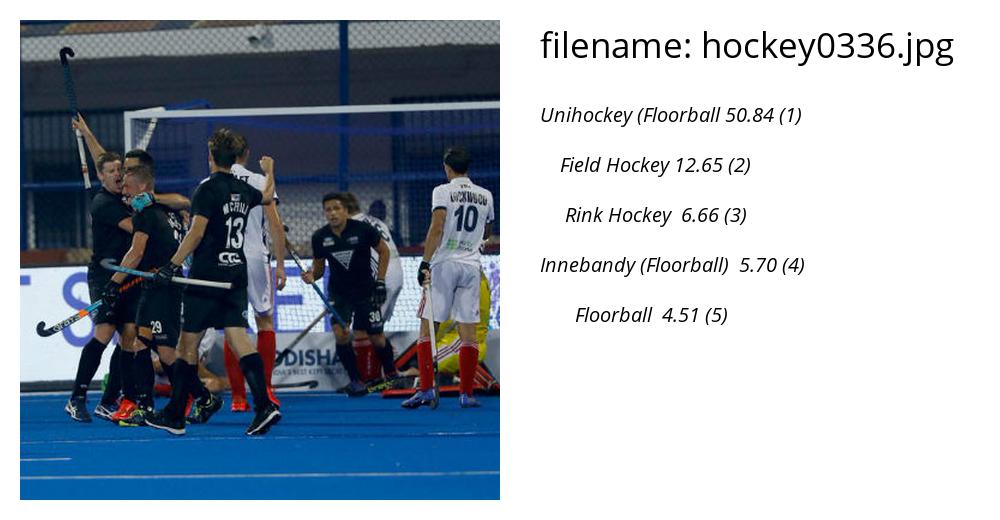 filename: hockey0336.jpg
Unihockey (Floorball 50.84 (1)
Field Hockey 12.65 (2)
Rink Hockey 6.66 (3)
Innebandy (Floorball) 5.70 (4)
Floorball 4.51 (5)
LOCKWOOD
10
13
29
30
ODISHA